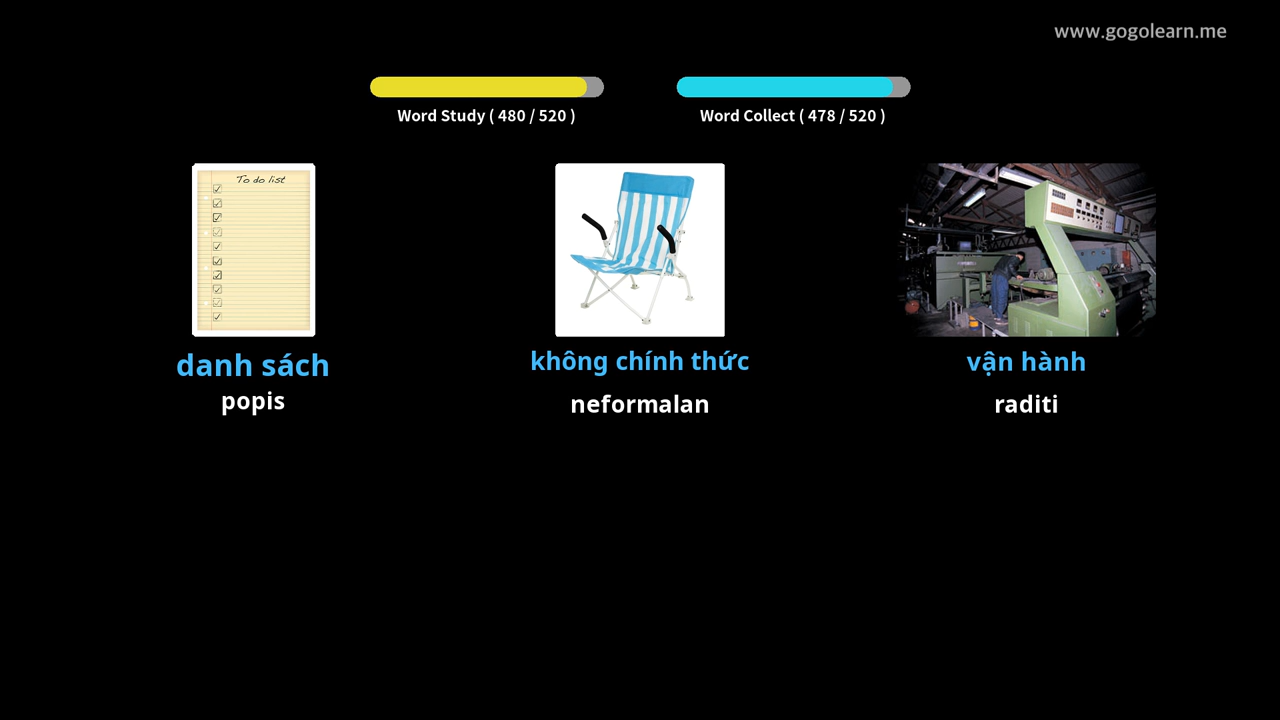 www.gogolearn.me
Word Study ( 480 / 520 )
Word Collect ( 478 / 520 )
To do list
danh sách
không chính thức
vận hành
popis
neformalan
raditi